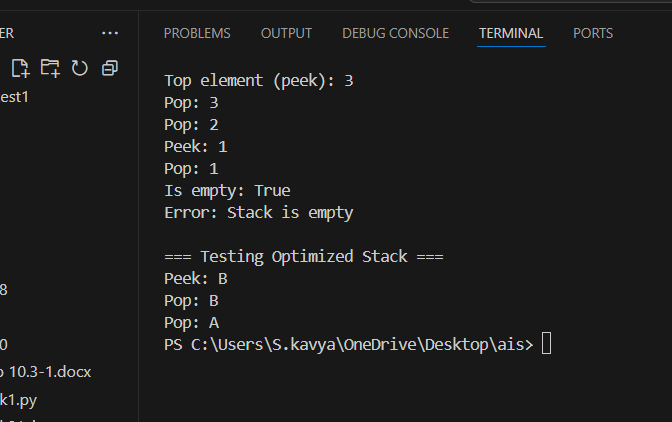 ER
...
PROBLEMS OUTPUT DEBUG CONSOLE TERMINAL PORTS
Top element (peek): 3
est1
Pop: 3
Pop: 2
Peek: 1
Pop: 1
Is empty: True
Error: Stack is empty
=== Testing Optimized Stack ===
Peek: B
8
Pop: B
Pop: A
0
PS C:\Users\S.kavya\OneDrive\Desktop\ais>
10.3-1.docx
k1.py